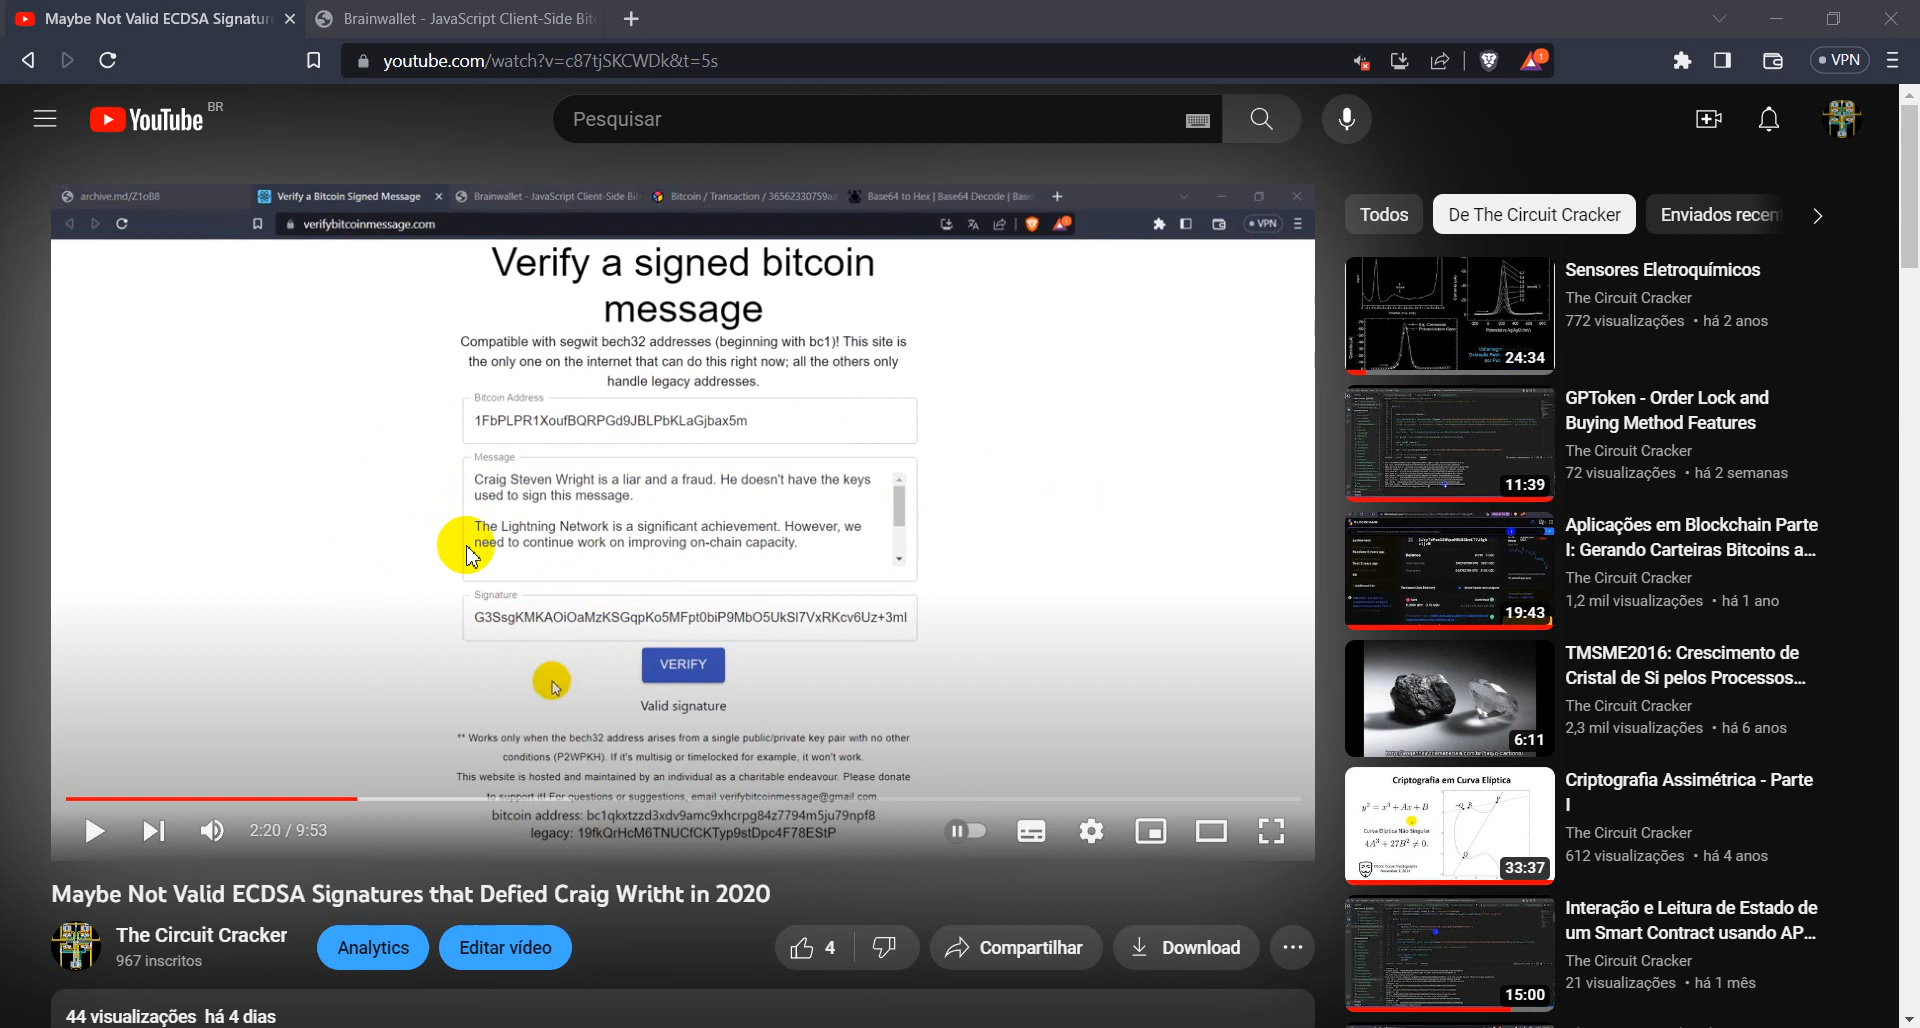 Maybe Not Valid ECDSA Signatur
Brainwallet - JavaScript Client-Side Bit
youtube.com/watch?v=c87tjSKCWDk&t=5s
1
VPN
YouTube BR
Pesquisar
archive.md/Z1oB8
Verify a Bitcoin Signed Message
Brainwallet - JavaScript Client-Side Bit
Bitcoin / Transaction / 36562330759a
Base64 to Hex | Base64 Decode | Base
verifybitcoinmessage.com
VPN
Verify a signed bitcoin
message
Compatible with segwit bech32 addresses (beginning with bc1)! This site is
the only one on the internet that can do this right now; all the others only
handle legacy addresses.
Bitcoin Address
1FbPLPR1XoufBQRPGd9JBLPbKLaGjbax5m
Message
Craig Steven Wright is a liar and a fraud. He doesn't have the keys
used to sign this message.
The Lightning Network is a significant achievement. However, we
need to continue work on improving on-chain capacity.
Signature
G3SsgKMKAOiOaMzKSGqpKo5MFpt0biP9MbO5UkSl7VxRKcv6Uz+3ml
VERIFY
Valid signature
** Works only when the bech32 address arises from a single public/private key pair with no other
conditions (P2WPKH). If it's multisig or timelocked for example, it won't work.
This website is hosted and maintained by an individual as a charitable endeavour. Please donate
to support it! For questions or suggestions, email verifybitcoinmessage@gmail.com.
bitcoin address: bc1qkxtzzd3xdv9amc9xhcrpg84z7794m5ju79npf8
legacy: 19fkQrHcM6TNUCfCKTyp9stDpc4F78EStP
2:20 / 9:53
Maybe Not Valid ECDSA Signatures that Defied Craig Writht in 2020
The Circuit Cracker
967 inscritos
Analytics
Editar vídeo
4
Compartilhar
Download
44 visualizações há 4 dias
Todos
De The Circuit Cracker
Enviados recen
24:34
Sensores Eletroquímicos
The Circuit Cracker
772 visualizações • há 2 anos
11:39
GPToken - Order Lock and
Buying Method Features
The Circuit Cracker
72 visualizações • há 2 semanas
19:43
Aplicações em Blockchain Parte
I: Gerando Carteiras Bitcoins a...
The Circuit Cracker
1,2 mil visualizações • há 1 ano
6:11
TMSME2016: Crescimento de
Cristal de Si pelos Processos...
The Circuit Cracker
2,3 mil visualizações • há 6 anos
Criptografia em Curva Elíptica
y² = x³ + Ax + B
Curva Elíptica Não Singular
4A³ + 27B² ≠ 0.
33:37
Criptografia Assimétrica - Parte
I
The Circuit Cracker
612 visualizações • há 4 anos
15:00
Interação e Leitura de Estado de
um Smart Contract usando AP...
The Circuit Cracker
21 visualizações • há 1 mês